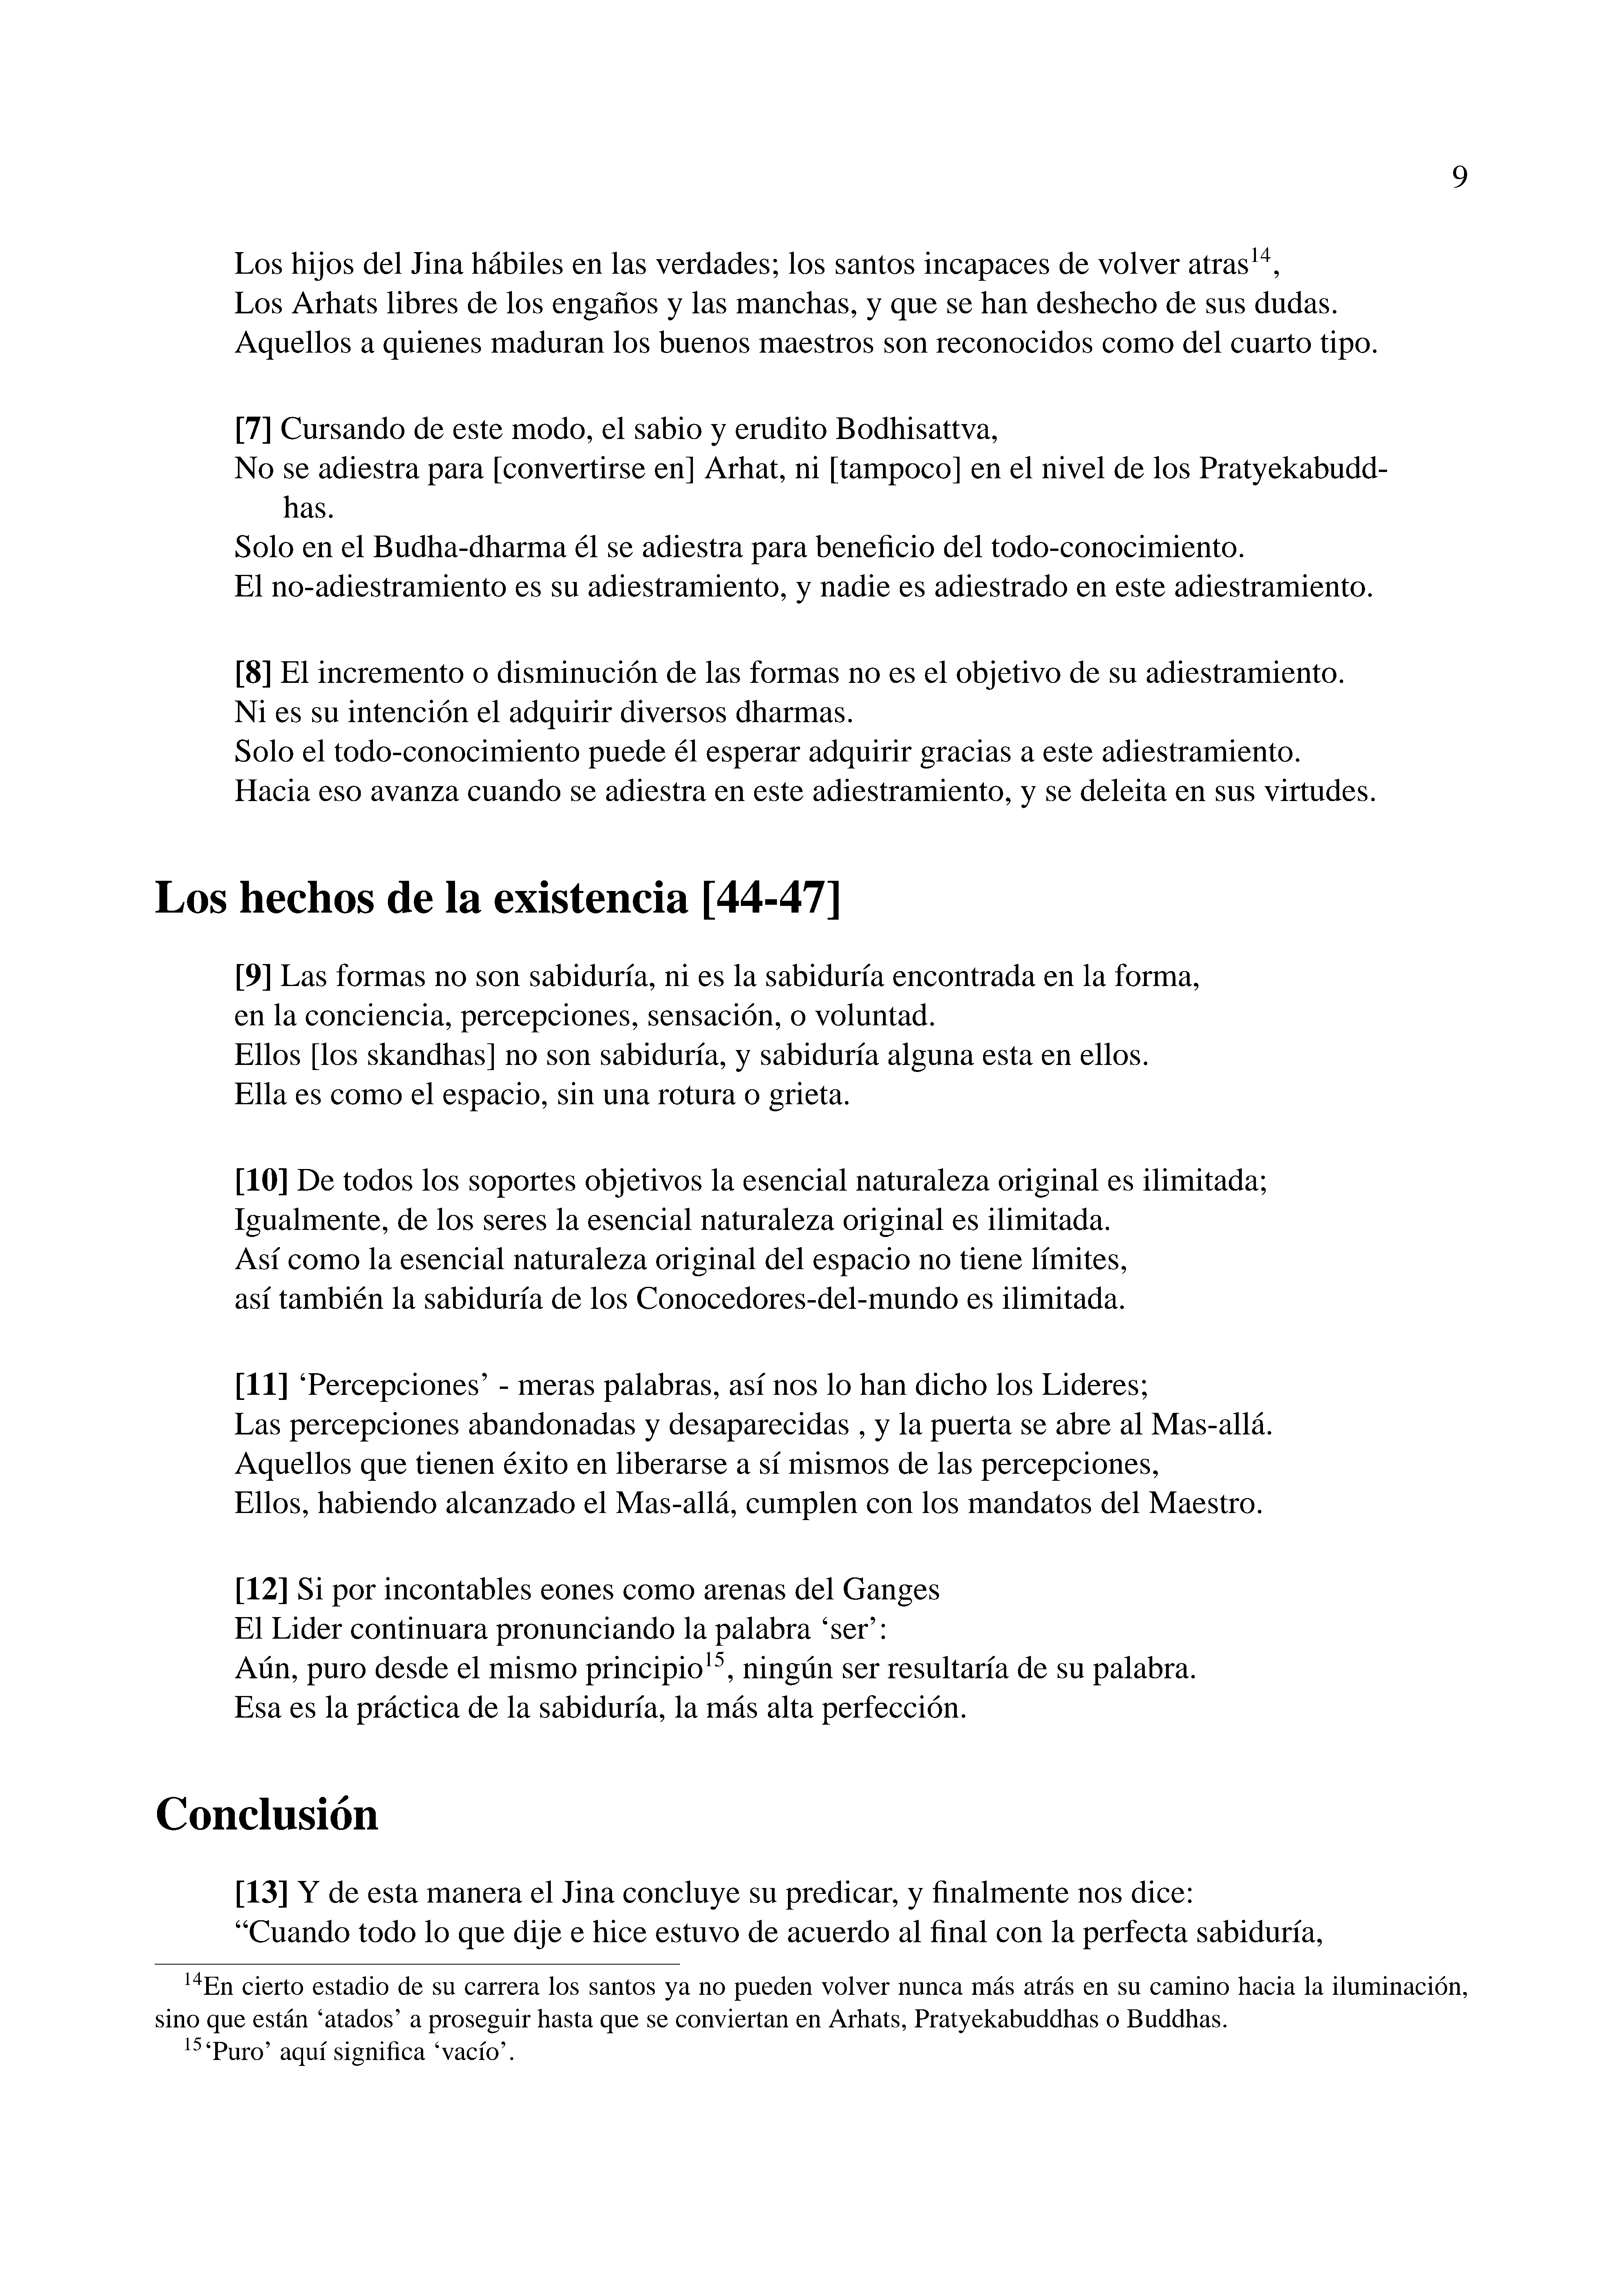 9
Los hijos del Jina hábiles en las verdades; los santos incapaces de volver atras14,
Los Arhats libres de los engaños y las manchas, y que se han deshecho de sus dudas.
Aquellos a quienes maduran los buenos maestros son reconocidos como del cuarto tipo.
[7] Cursando de este modo, el sabio y erudito Bodhisattva,
No se adiestra para [convertirse en] Arhat, ni [tampoco] en el nivel de los Pratyekabudd-
has.
Solo en el Budha-dharma él se adiestra para beneficio del todo-conocimiento.
El no-adiestramiento es su adiestramiento, y nadie es adiestrado en este adiestramiento.
[8] El incremento o disminución de las formas no es el objetivo de su adiestramiento.
Ni es su intención el adquirir diversos dharmas.
Solo el todo-conocimiento puede él esperar adquirir gracias a este adiestramiento.
Hacia eso avanza cuando se adiestra en este adiestramiento, y se deleita en sus virtudes.
Los hechos de la existencia [44-47]
[9] Las formas no son sabiduría, ni es la sabiduría encontrada en la forma,
en la conciencia, percepciones, sensación, o voluntad.
Ellos [los skandhas] no son sabiduría, y sabiduría alguna esta en ellos.
Ella es como el espacio, sin una rotura o grieta.
[10] De todos los soportes objetivos la esencial naturaleza original es ilimitada;
Igualmente, de los seres la esencial naturaleza original es ilimitada.
Así como la esencial naturaleza original del espacio no tiene límites,
así también la sabiduría de los Conocedores-del-mundo es ilimitada.
[11] ‘Percepciones’ - meras palabras, así nos lo han dicho los Lideres;
Las percepciones abandonadas y desaparecidas , y la puerta se abre al Mas-allá.
Aquellos que tienen éxito en liberarse a sí mismos de las percepciones,
Ellos, habiendo alcanzado el Mas-allá, cumplen con los mandatos del Maestro.
[12] Si por incontables eones como arenas del Ganges
El Lider continuara pronunciando la palabra ‘ser’:
Aún, puro desde el mismo principio15, ningún ser resultaría de su palabra.
Esa es la práctica de la sabiduría, la más alta perfección.
Conclusión
[13] Y de esta manera el Jina concluye su predicar, y finalmente nos dice:
“Cuando todo lo que dije e hice estuvo de acuerdo al final con la perfecta sabiduría,
14En cierto estadio de su carrera los santos ya no pueden volver nunca más atrás en su camino hacia la iluminación,
sino que están ‘atados’ a proseguir hasta que se conviertan en Arhats, Pratyekabuddhas o Buddhas.
15‘Puro’ aquí significa ‘vacío’.